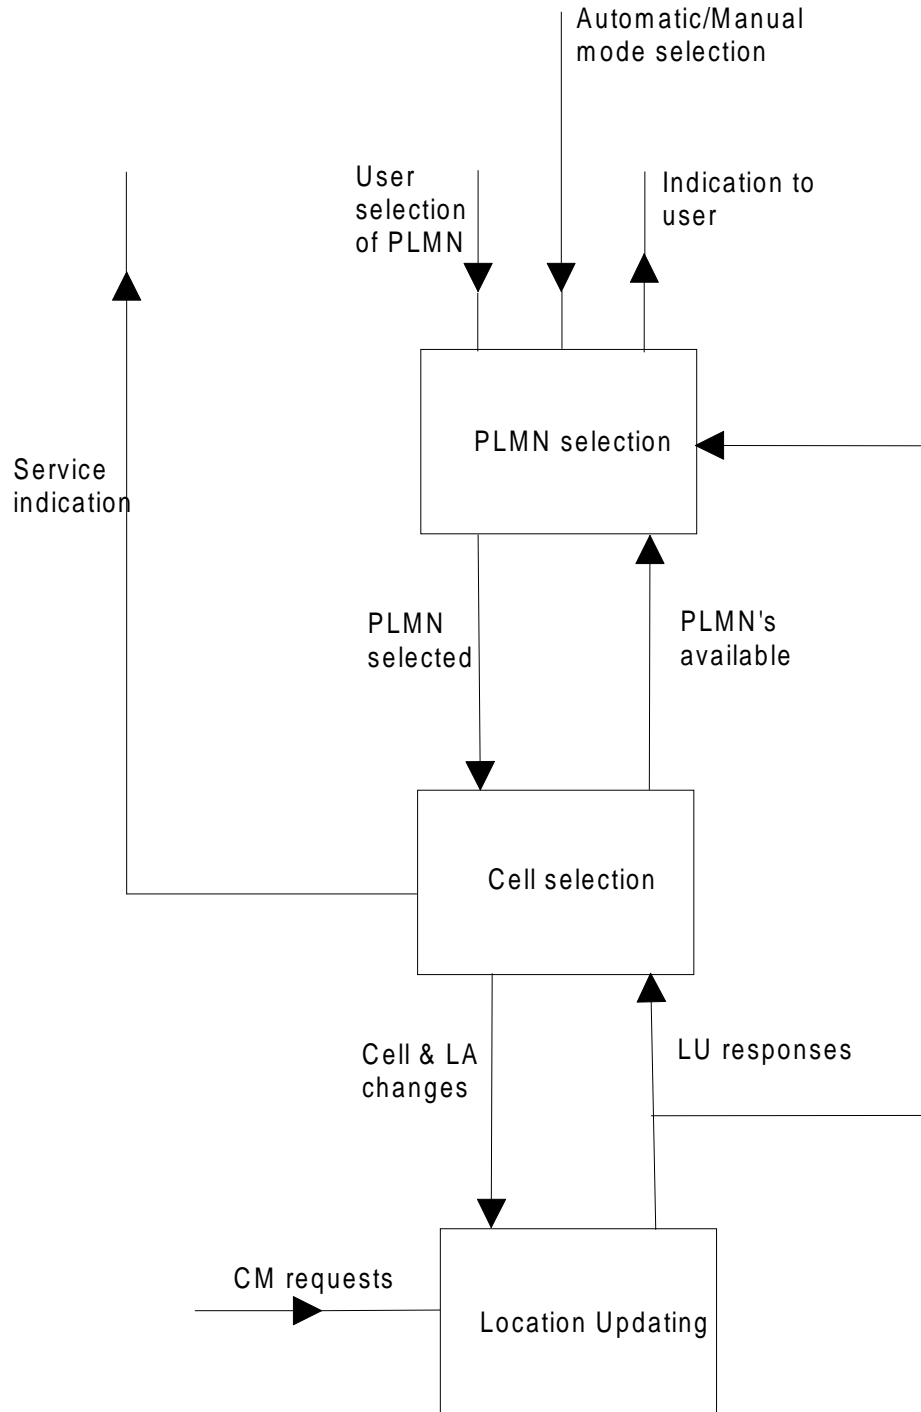 Automatic/Manual
mode selection
User
selection
of PLMN
Indication to
user
PLMN selection
Service
indication
PLMN
selected
PLMN's
available
Cell selection
Cell & LA
changes
LU responses
CM requests
Location Updating